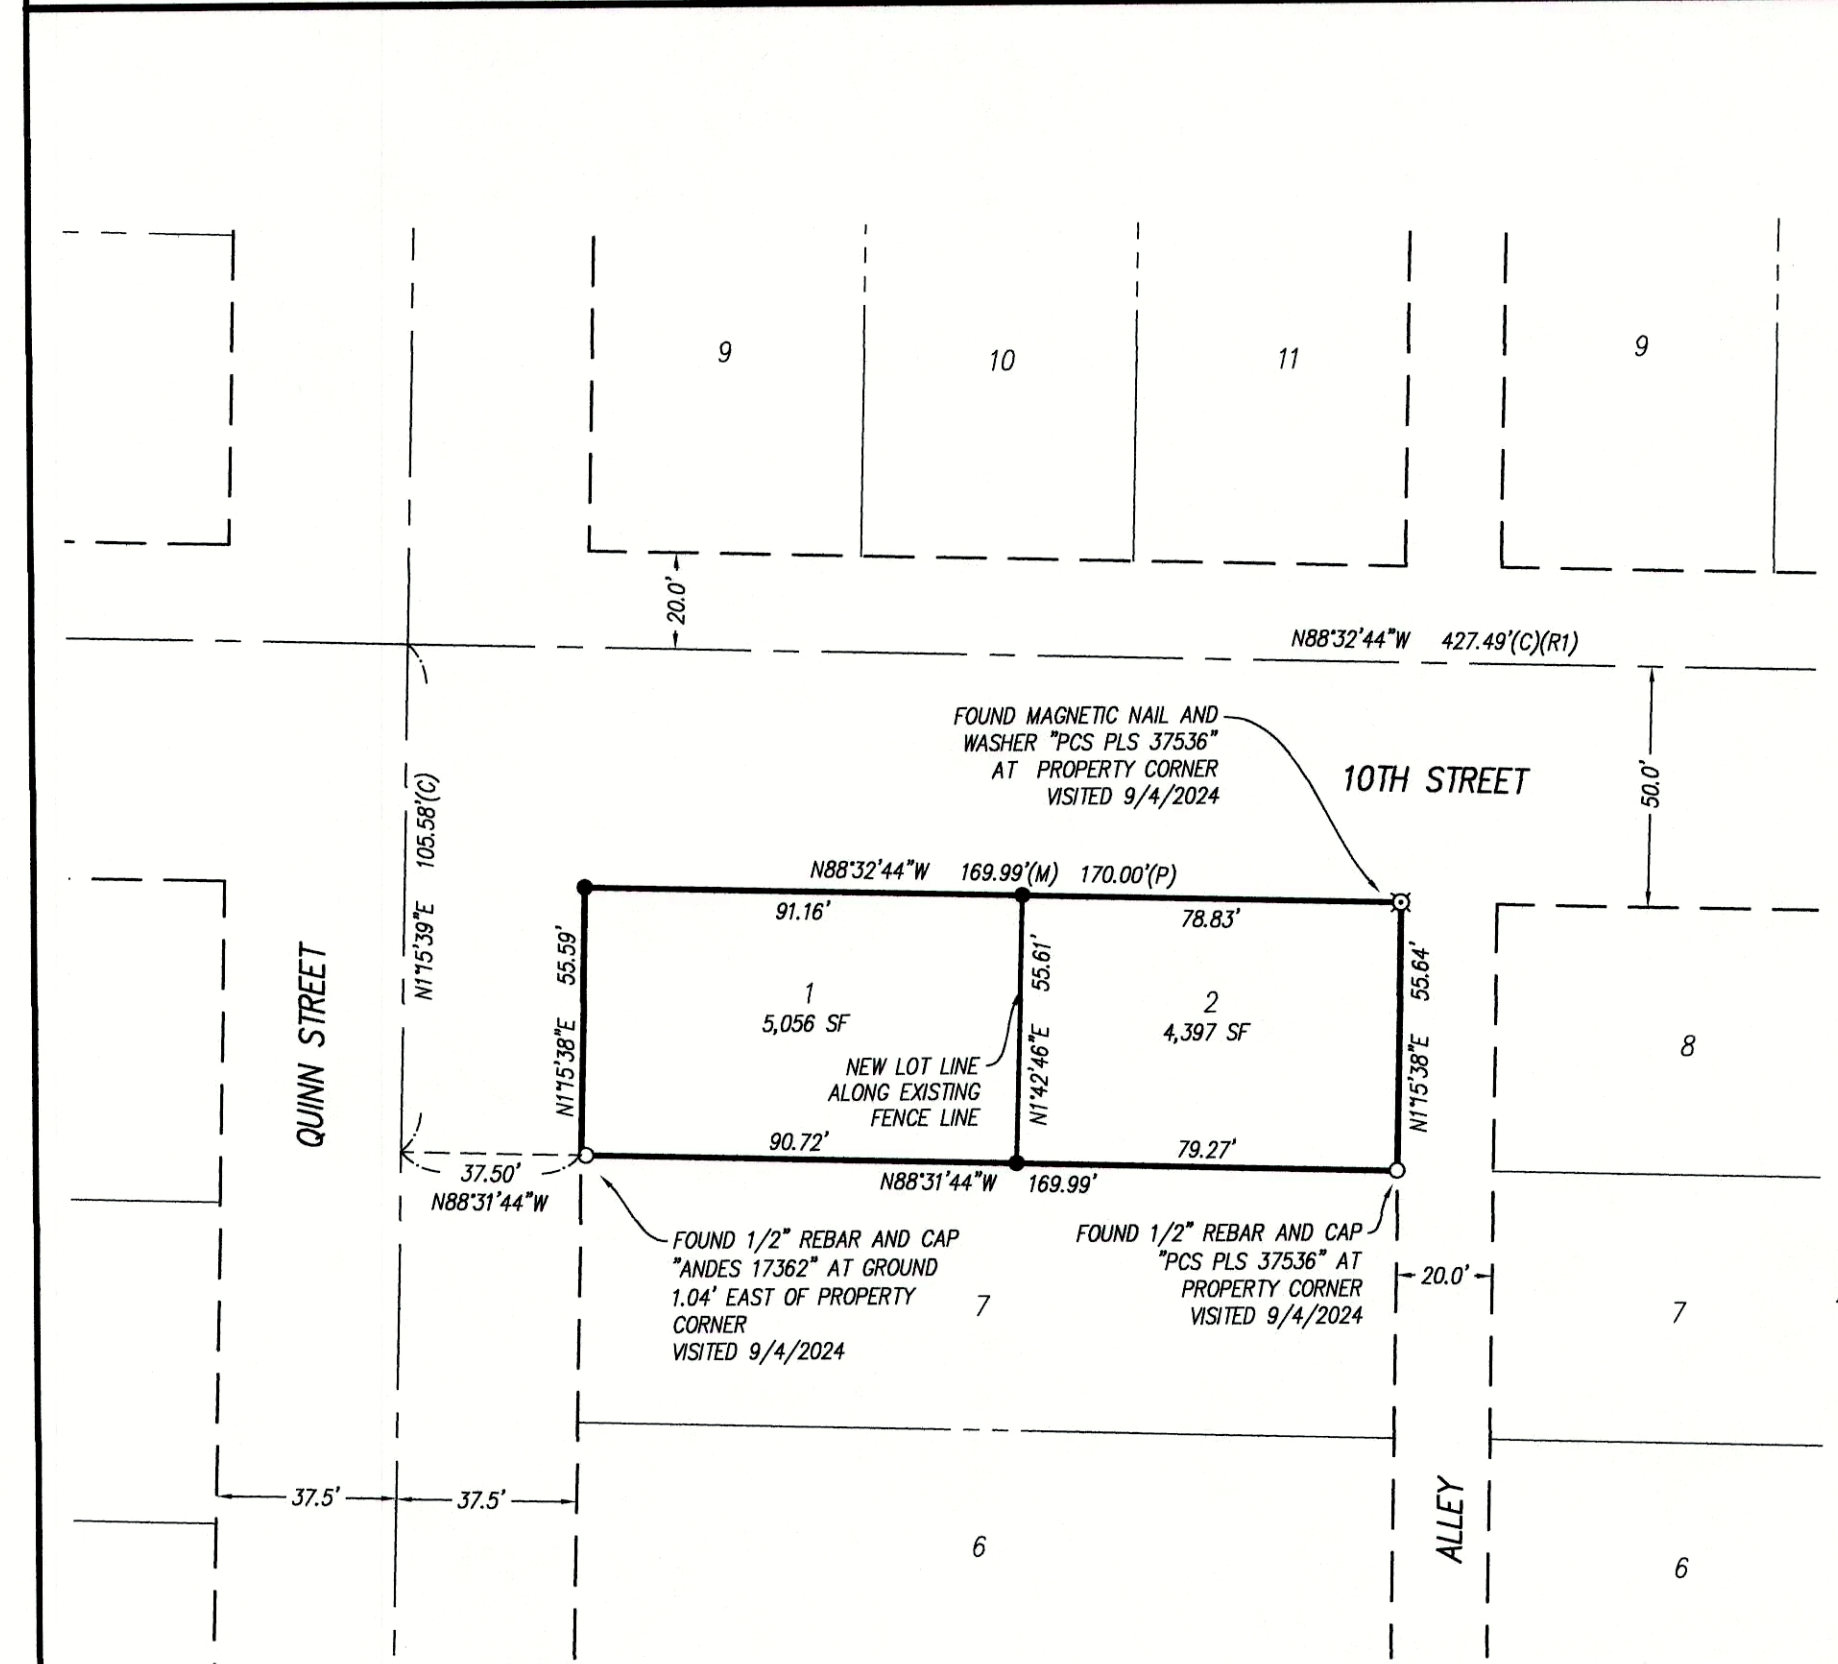 9
10
11
9
20.0'
N88°32'44"W 427.49'(C)(R1)
FOUND MAGNETIC NAIL AND
WASHER "PCS PLS 37536"
AT PROPERTY CORNER
VISITED 9/4/2024
10TH STREET
50.0'
N1°15'39"E 105.58'(C)
QUINN STREET
N88°32'44"W 169.99'(M) 170.00'(P)
91.16'
78.83'
N1°15'38"E 55.59'
1
5,056 SF
N1°42'46"E 55.61'
2
4,397 SF
N1°15'38"E 55.64'
8
NEW LOT LINE
ALONG EXISTING
FENCE LINE
90.72'
79.27'
N88°31'44"W 169.99'
37.50'
N88°31'44"W
FOUND 1/2" REBAR AND CAP
"ANDES 17362" AT GROUND
1.04' EAST OF PROPERTY
CORNER
VISITED 9/4/2024
FOUND 1/2" REBAR AND CAP
"PCS PLS 37536" AT
PROPERTY CORNER
VISITED 9/4/2024
20.0'
7
7
37.5'
37.5'
6
ALLEY
6